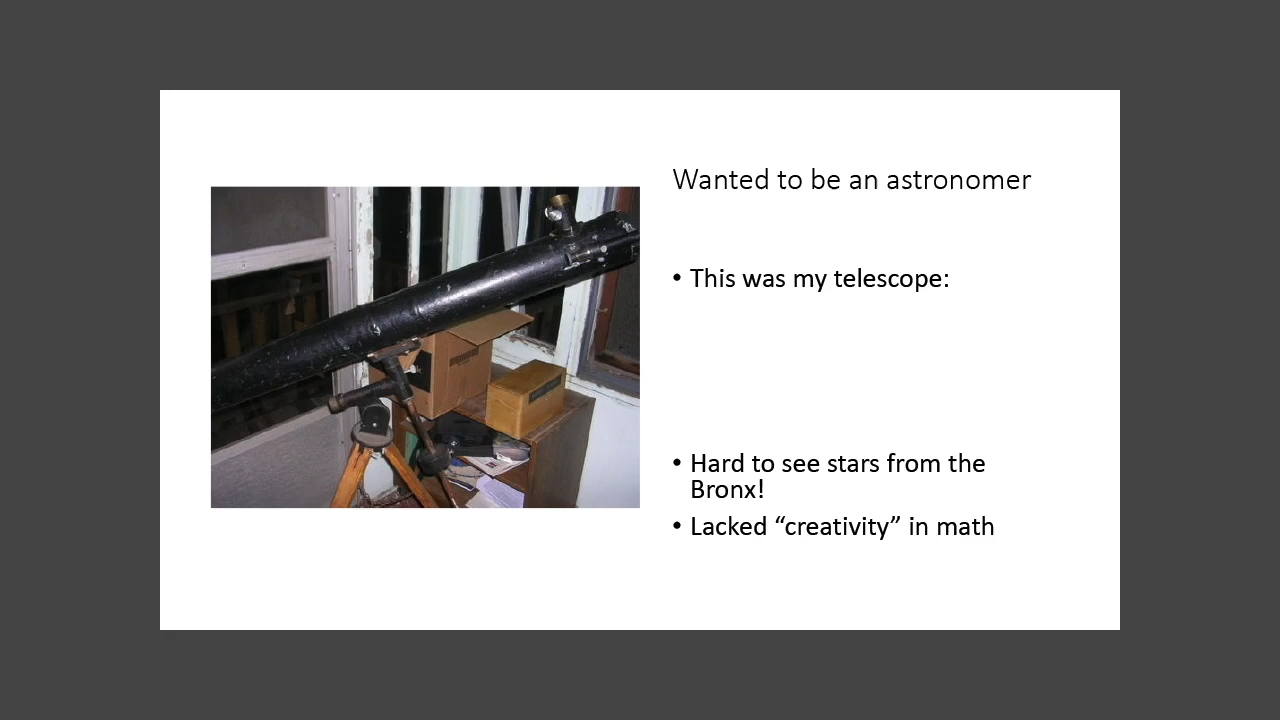 Wanted to be an astronomer
• This was my telescope:
• Hard to see stars from the
Bronx!
• Lacked “creativity” in math